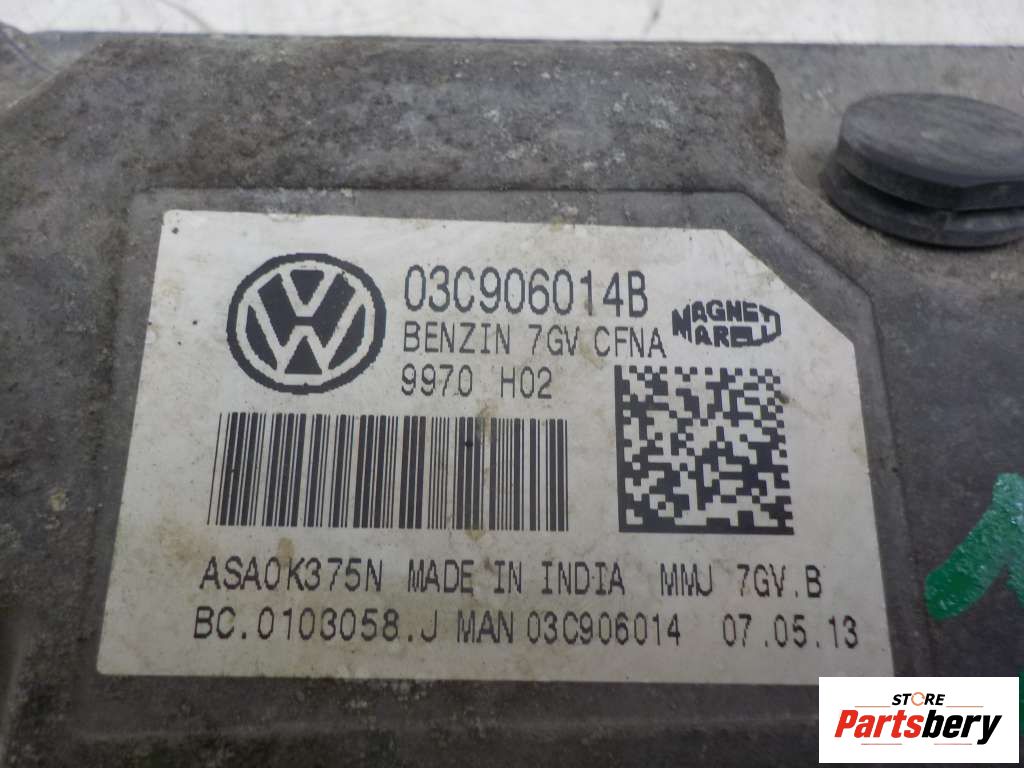 03C906014B
BENZIN 7GV CFNA
MAGNETI
MARELLI
9970 H02
ASA0K375N MADE IN INDIA MMJ 7GV.B
BC.0103058.J MAN 03C906014 07.05.13
STORE
Partsbery